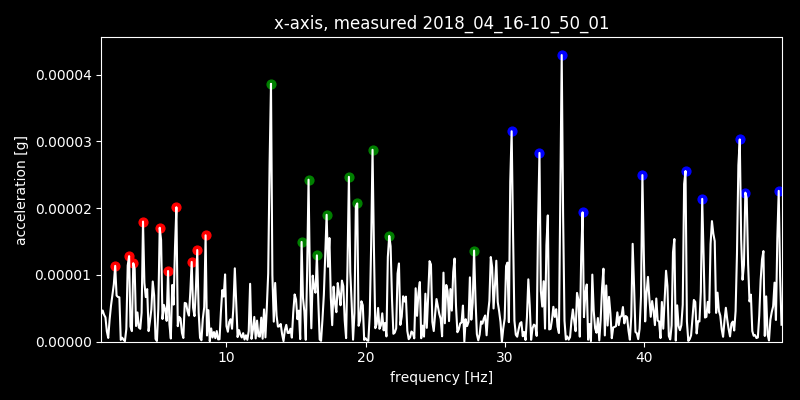 x-axis, measured 2018_04_16-10_50_01
0.00004
0.00003
0.00002
0.00001
0.00000
acceleration [g]
10 20 30 40
frequency [Hz]